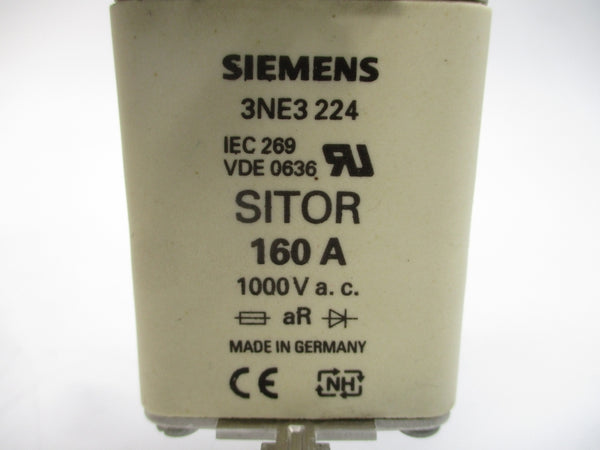 SIEMENS
3NE3 224
IEC 269
VDE 0636
SITOR
160 A
1000 V a. c.
aR
MADE IN GERMANY
CE NH